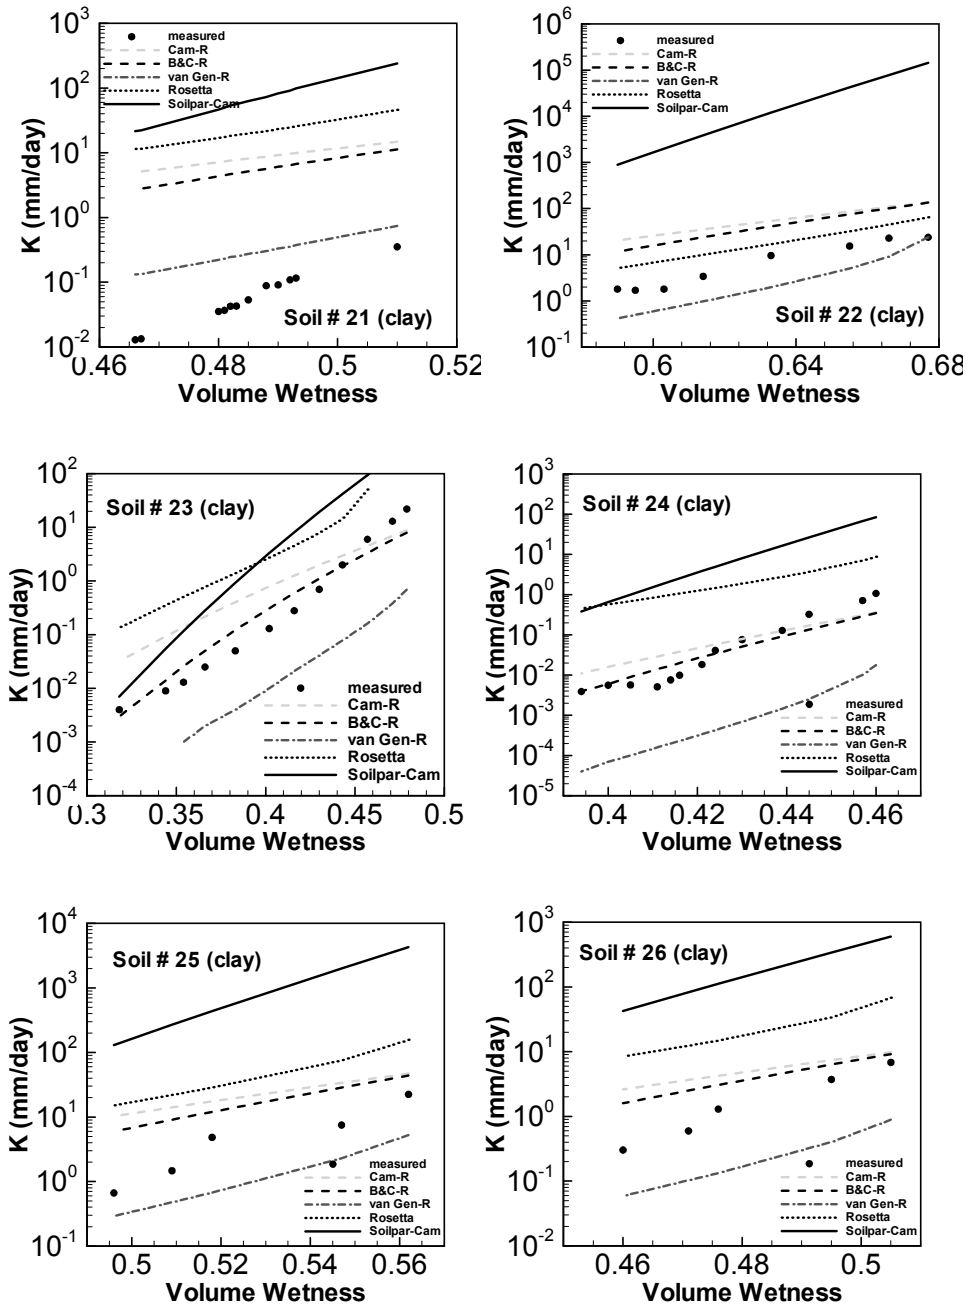 10^3
10^2
10^1
10^0
10^-1
10^-2
K (mm/day)
measured
Cam-R
B&C-R
van Gen-R
Rosetta
Soilpar-Cam
Soil # 21 (clay)
0.46 0.48 0.5 0.52
Volume Wetness
10^6
10^5
10^4
10^3
10^2
10^1
10^0
10^-1
K (mm/day)
measured
Cam-R
B&C-R
van Gen-R
Rosetta
Soilpar-Cam
Soil # 22 (clay)
0.6 0.64 0.68
Volume Wetness
10^2
10^1
10^0
10^-1
10^-2
10^-3
10^-4
K (mm/day)
Soil # 23 (clay)
measured
Cam-R
B&C-R
van Gen-R
Rosetta
Soilpar-Cam
0.3 0.35 0.4 0.45 0.5
Volume Wetness
10^3
10^2
10^1
10^0
10^-1
10^-2
10^-3
10^-4
10^-5
K (mm/day)
Soil # 24 (clay)
measured
Cam-R
B&C-R
van Gen-R
Rosetta
Soilpar-Cam
0.4 0.42 0.44 0.46
Volume Wetness
10^4
10^3
10^2
10^1
10^0
10^-1
K (mm/day)
Soil # 25 (clay)
measured
Cam-R
B&C-R
van Gen-R
Rosetta
Soilpar-Cam
0.5 0.52 0.54 0.56
Volume Wetness
10^3
10^2
10^1
10^0
10^-1
10^-2
K (mm/day)
Soil # 26 (clay)
measured
Cam-R
B&C-R
van Gen-R
Rosetta
Soilpar-Cam
0.46 0.48 0.5
Volume Wetness